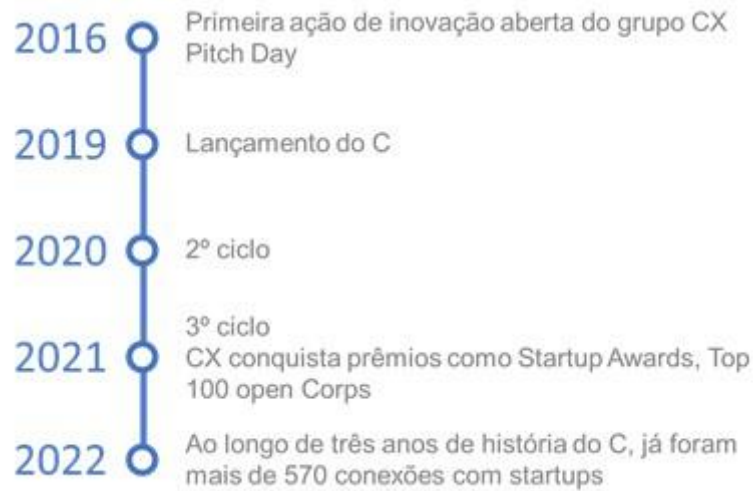 2016
Primeira ação de inovação aberta do grupo CX
Pitch Day
2019
Lançamento do C
2020
2º ciclo
3º ciclo
2021
CX conquista prêmios como Startup Awards, Top
100 open Corps
2022
Ao longo de três anos de história do C, já foram
mais de 570 conexões com startups